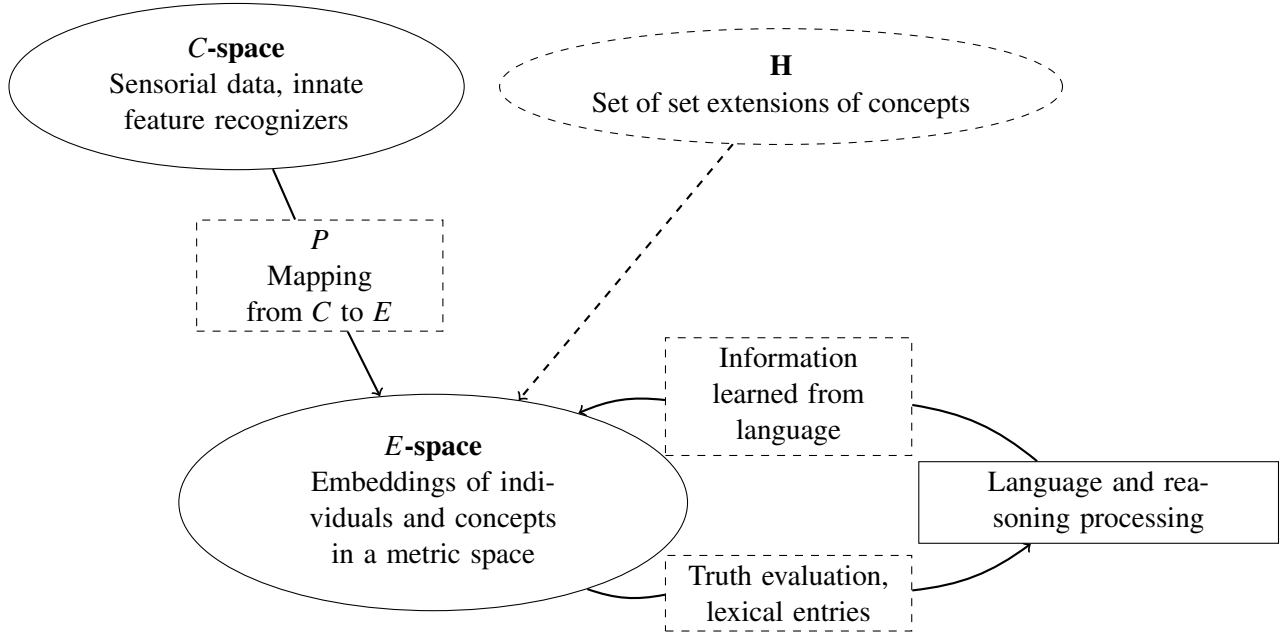 C-space
Sensorial data, innate
feature recognizers
H
Set of set extensions of concepts
P
Mapping
from C to E
Information
learned from
language
E-space
Embeddings of indi-
viduals and concepts
in a metric space
Language and rea-
soning processing
Truth evaluation,
lexical entries